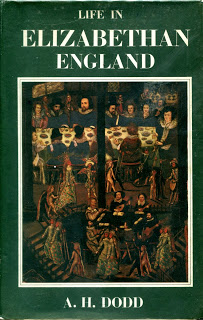 LIFE IN
ELIZABETHAN
ENGLAND
A. H. DODD